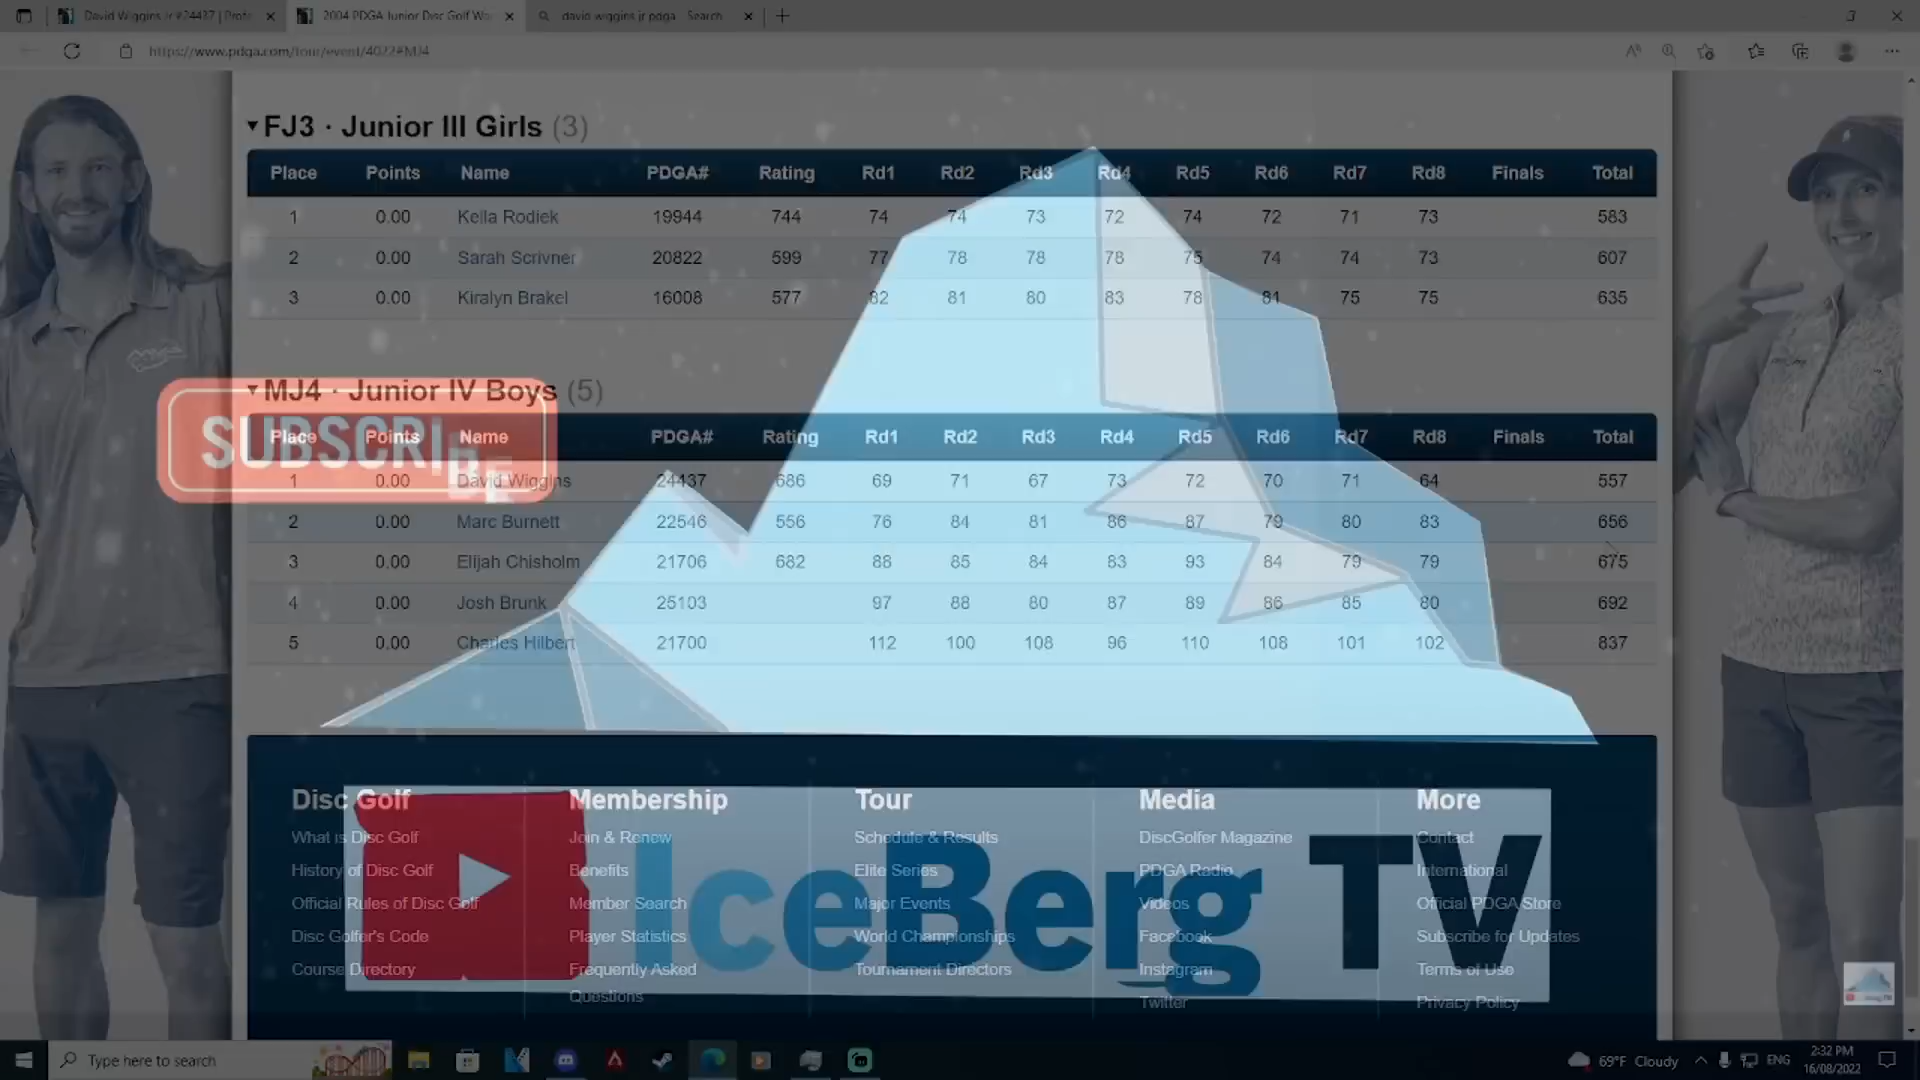 David Wiggins Jr #24437 | Profe
2004 PDGA Junior Disc Golf Wo
david wiggins jr pdga - Search
https://www.pdga.com/tour/event/4022#MJ4
FJ3 · Junior III Girls (3)
Place Points Name PDGA# Rating Rd1 Rd2 Rd3 Rd4 Rd5 Rd6 Rd7 Rd8 Finals Total
1 0.00 Kella Rodiek 19944 744 74 74 73 72 74 72 71 73 583
2 0.00 Sarah Scrivner 20822 599 77 78 78 78 75 74 74 73 607
3 0.00 Kiralyn Brakel 16008 577 82 81 80 83 78 81 75 75 635
MJ4 · Junior IV Boys (5)
SUBSCRIBE
Place Points Name PDGA# Rating Rd1 Rd2 Rd3 Rd4 Rd5 Rd6 Rd7 Rd8 Finals Total
1 0.00 David Wiggins 24437 686 69 71 67 73 72 70 71 64 557
2 0.00 Marc Burnett 22546 556 76 84 81 86 87 79 80 83 656
3 0.00 Elijah Chisholm 21706 682 88 85 84 83 93 84 79 79 675
4 0.00 Josh Brunk 25103 97 88 80 87 89 86 85 80 692
5 0.00 Charles Hilbert 21700 112 100 108 96 110 108 101 102 837
Disc Golf Membership Tour Media More
What is Disc Golf Join & Renew Schedule & Results DiscGolfer Magazine Contact
History of Disc Golf Benefits Elite Series PDGA Radio International
Official Rules of Disc Golf Member Search Major Events Videos Official PDGA Store
Disc Golfer's Code Player Statistics World Championships Facebook Subscribe for Updates
Course Directory Frequently Asked Tournament Directors Instagram Terms of Use
Questions Twitter Privacy Policy
IceBerg TV
Type here to search
69°F Cloudy
ENG
2:32 PM
16/08/2022